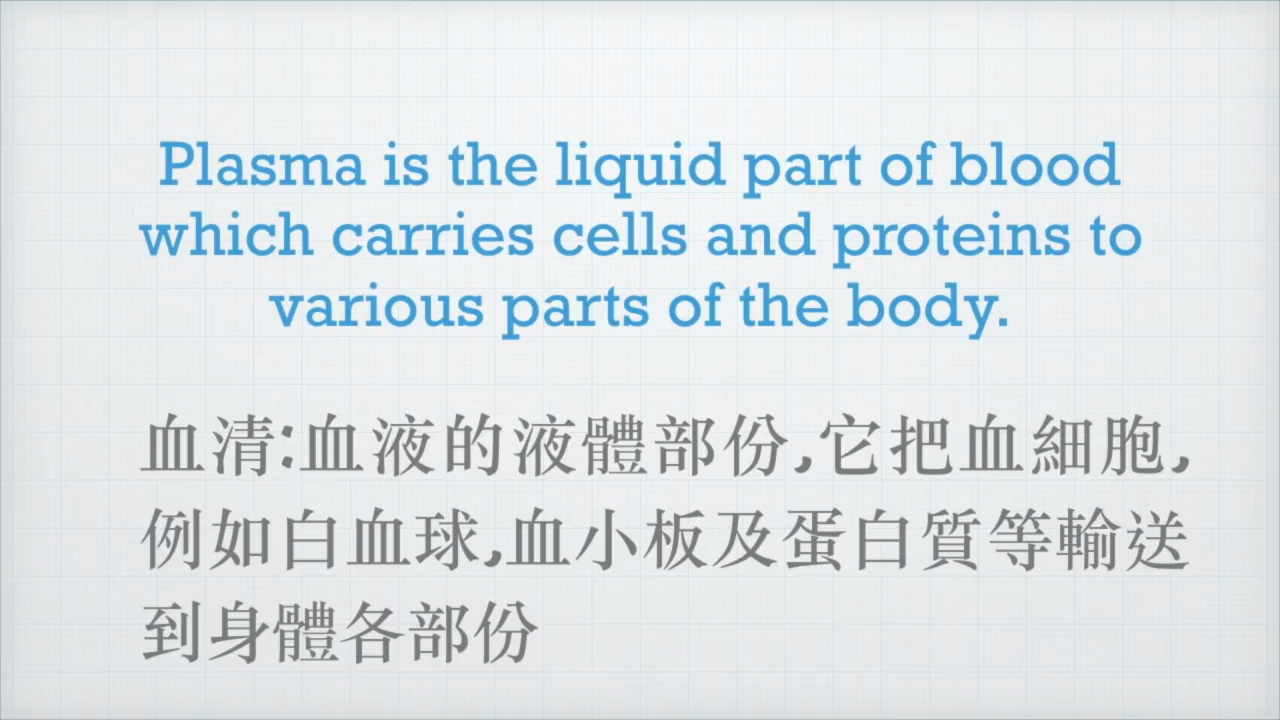 Plasma is the liquid part of blood
which carries cells and proteins to
various parts of the body.
血清:血液的液體部份,它把血細胞,
例如白血球,血小板及蛋白質等輸送
到身體各部份